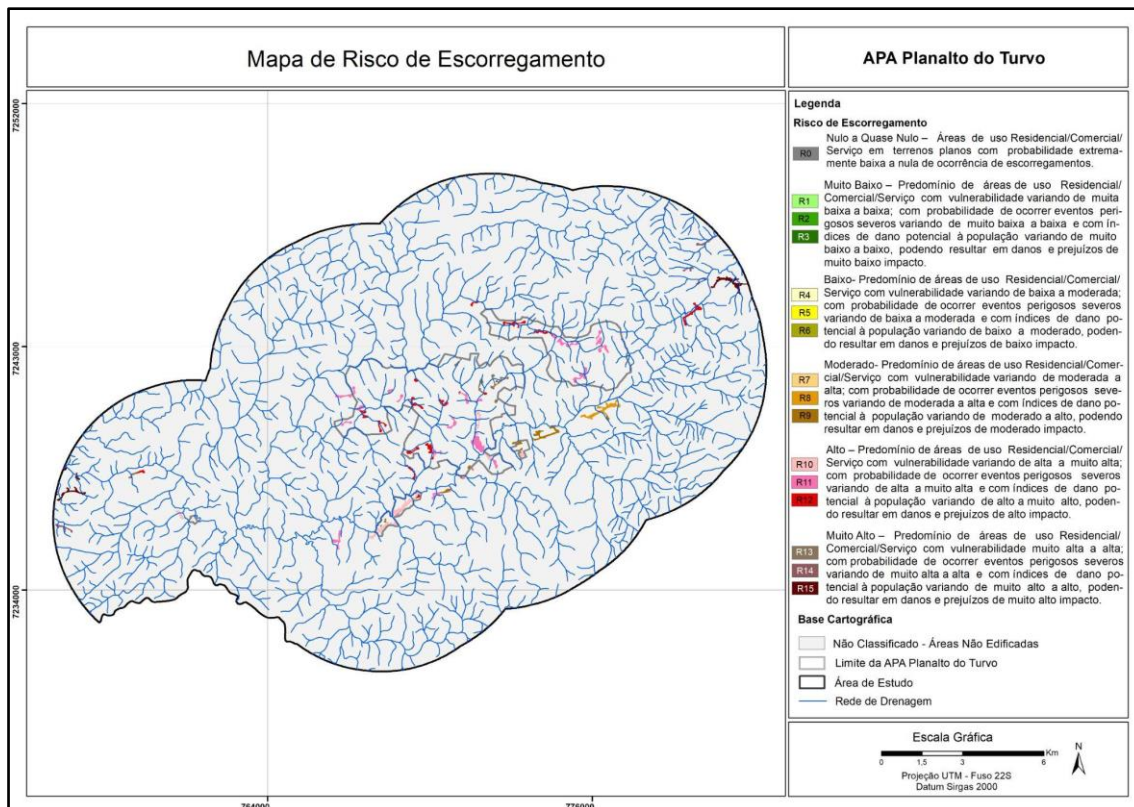 Mapa de Risco de Escorregamento
APA Planalto do Turvo
7252000
7243000
7234000
764000
776000
Legenda
Risco de Escorregamento
R0
Nulo a Quase Nulo – Áreas de uso Residencial/Comercial/
Serviço em terrenos planos com probabilidade extrema-
mente baixa a nula de ocorrência de escorregamentos.
R1
R2
R3
Muito Baixo – Predomínio de áreas de uso Residencial/
Comercial/Serviço com vulnerabilidade variando de muita
baixa a baixa; com probabilidade de ocorrer eventos peri-
gosos severos variando de muito baixa a baixa e com ín-
dices de dano potencial à população variando de muito
baixo a baixo, podendo resultar em danos e prejuízos de
muito baixo impacto.
R4
R5
R6
Baixo- Predomínio de áreas de uso Residencial/Comercial/
Serviço com vulnerabilidade variando de baixa a moderada;
com probabilidade de ocorrer eventos perigosos severos
variando de baixa a moderada e com índices de dano po-
tencial à população variando de baixo a moderado, poden-
do resultar em danos e prejuízos de baixo impacto.
R7
R8
R9
Moderado- Predomínio de áreas de uso Residencial/Comer-
cial/Serviço com vulnerabilidade variando de moderada a
alta; com probabilidade de ocorrer eventos perigosos seve-
ros variando de moderada a alta e com índices de dano po-
tencial à população variando de moderado a alto, podendo
resultar em danos e prejuízos de moderado impacto.
R10
R11
R12
Alto – Predomínio de áreas de uso Residencial/Comercial/
Serviço com vulnerabilidade variando de alta a muito alta;
com probabilidade de ocorrer eventos perigosos severos
variando de alta a muito alta e com índices de dano po-
tencial à população variando de alto a muito alto, poden-
do resultar em danos e prejuízos de alto impacto.
R13
R14
R15
Muito Alto – Predomínio de áreas de uso Residencial/
Comercial/Serviço com vulnerabilidade muito alta a alta;
com probabilidade de ocorrer eventos perigosos severos
variando de muito alta a alta e com índices de dano po-
tencial à população variando de muito alto a alto, poden-
do resultar em danos e prejuízos de muito alto impacto.
Base Cartográfica
Não Classificado - Áreas Não Edificadas
Limite da APA Planalto do Turvo
Área de Estudo
Rede de Drenagem
Escala Gráfica
0 1,5 3 6 Km
N
Projeção UTM - Fuso 22S
Datum Sirgas 2000